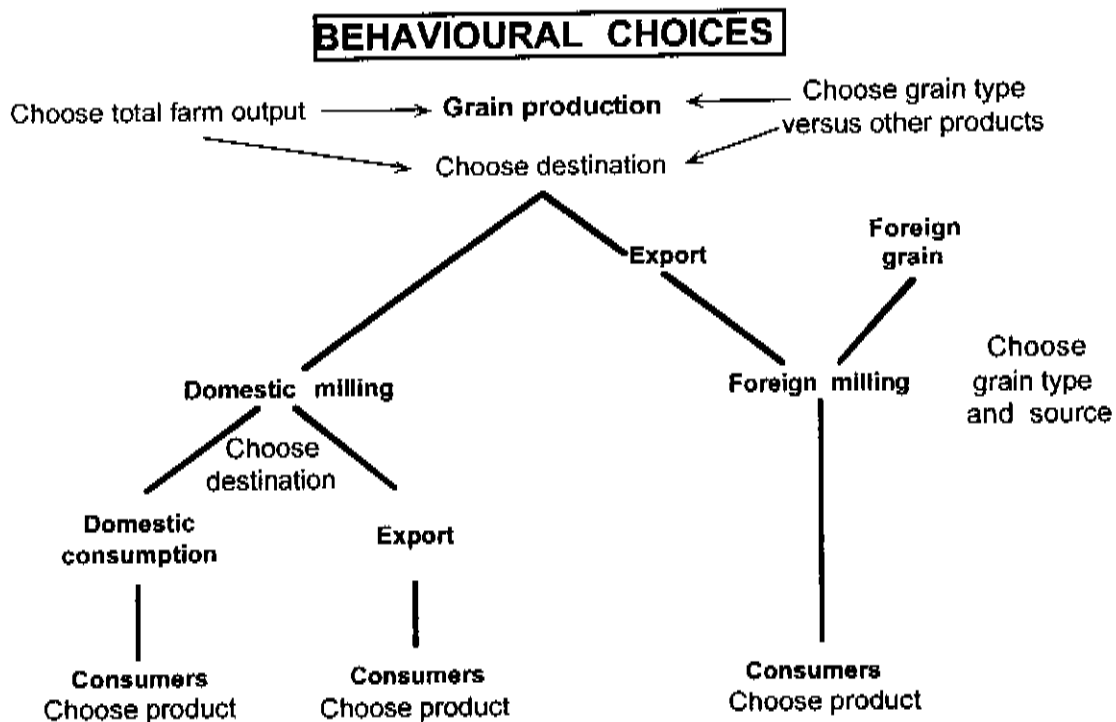 BEHAVIOURAL CHOICES
Choose total farm output
Grain production
Choose grain type
versus other products
Choose destination
Export
Foreign
grain
Domestic milling
Foreign milling
Choose
grain type
and source
Choose
destination
Domestic
consumption
Export
Consumers
Choose product
Consumers
Choose product
Consumers
Choose product